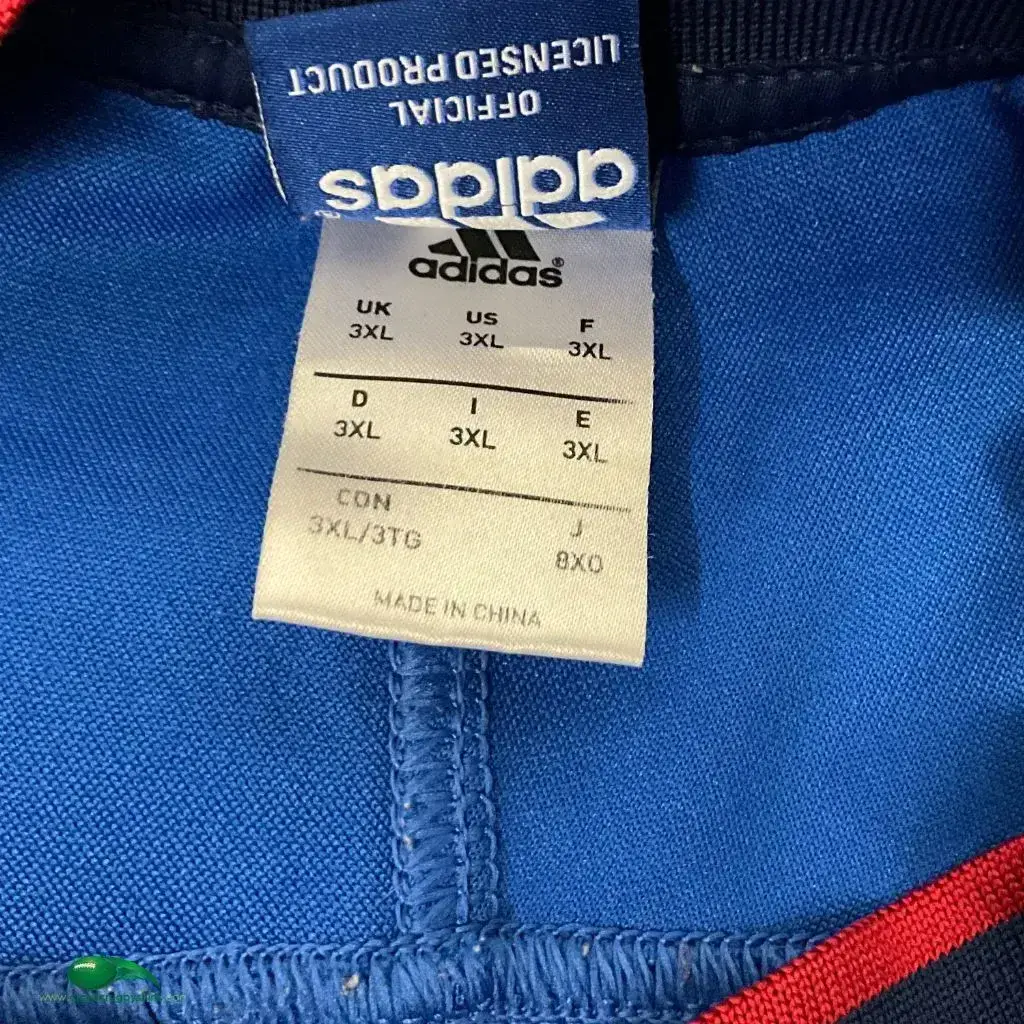 adidas®
OFFICIAL
LICENSED PRODUCT
adidas®
UK US F
3XL 3XL 3XL
D I E
3XL 3XL 3XL
CDN J
3XL/3TG 8XO
MADE IN CHINA